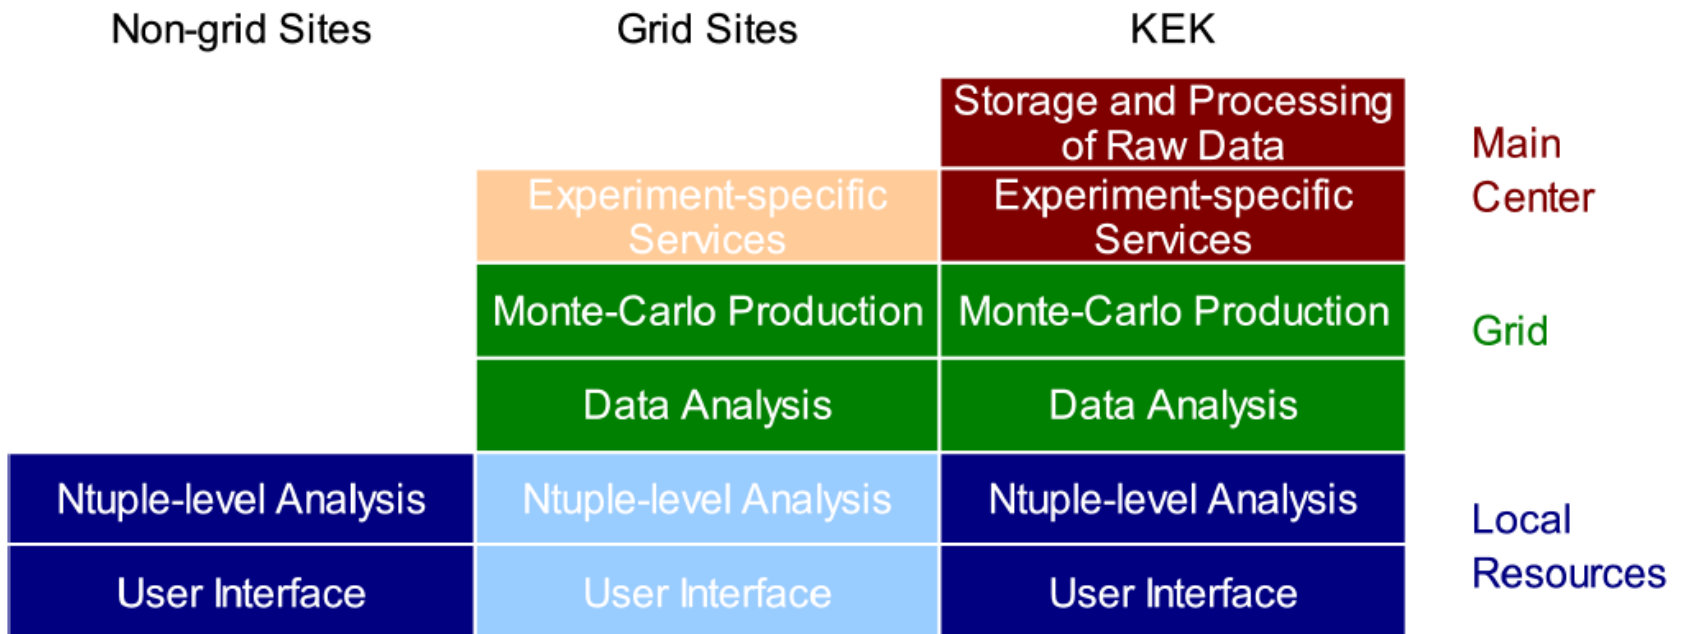 Non-grid Sites
Grid Sites
KEK
Storage and Processing
of Raw Data
Main
Center
Experiment-specific
Services
Experiment-specific
Services
Monte-Carlo Production
Monte-Carlo Production
Grid
Data Analysis
Data Analysis
Ntuple-level Analysis
Ntuple-level Analysis
Ntuple-level Analysis
Local
Resources
User Interface
User Interface
User Interface